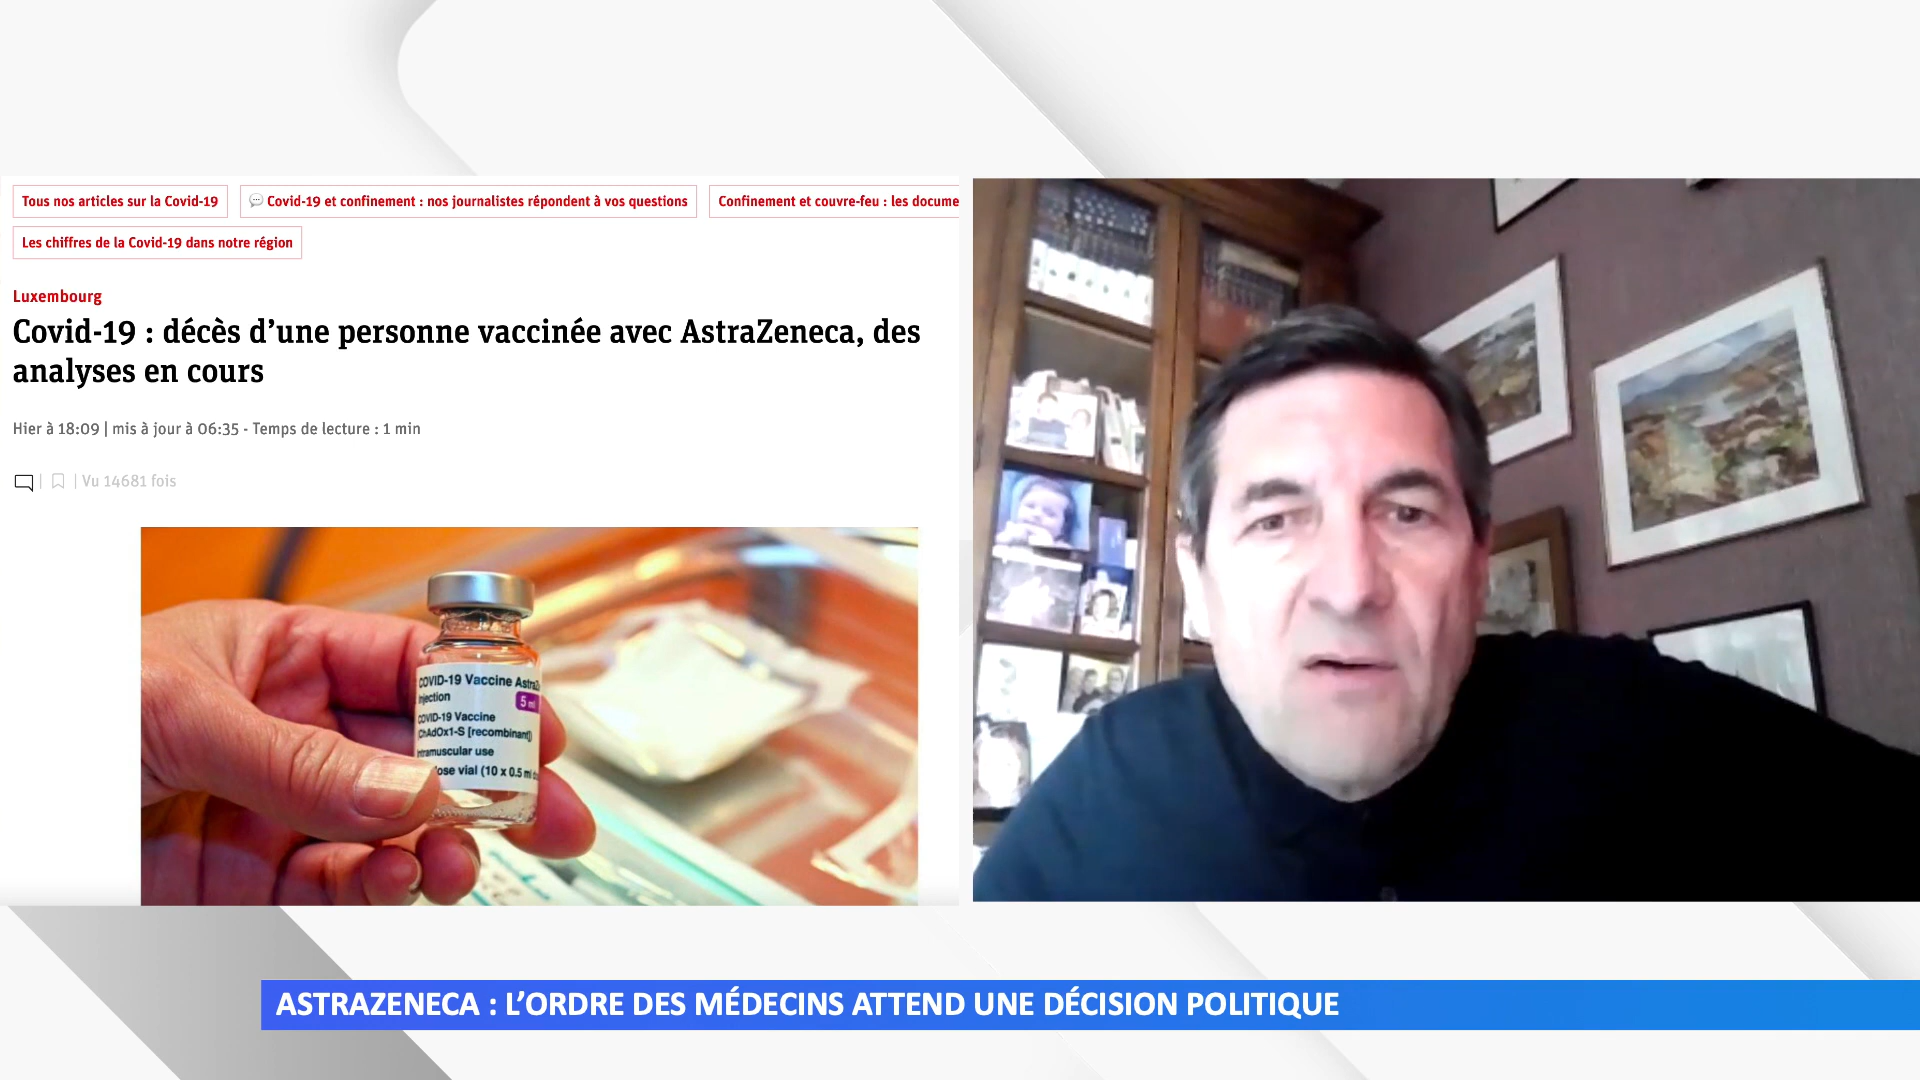 Tous nos articles sur la Covid-19
Covid-19 et confinement : nos journalistes répondent à vos questions
Confinement et couvre-feu : les docume
Les chiffres de la Covid-19 dans notre région
Luxembourg
Covid-19 : décès d’une personne vaccinée avec AstraZeneca, des
analyses en cours
Hier à 18:09 | mis à jour à 06:35 - Temps de lecture : 1 min
| | Vu 14681 fois
COVID-19 Vaccine AstraZ
Injection
5 ml
COVID-19 Vaccine
(ChAdOx1-S [recombinant])
Intramuscular use
dose vial (10 x 0.5 ml
ASTRAZENECA : L’ORDRE DES MÉDECINS ATTEND UNE DÉCISION POLITIQUE